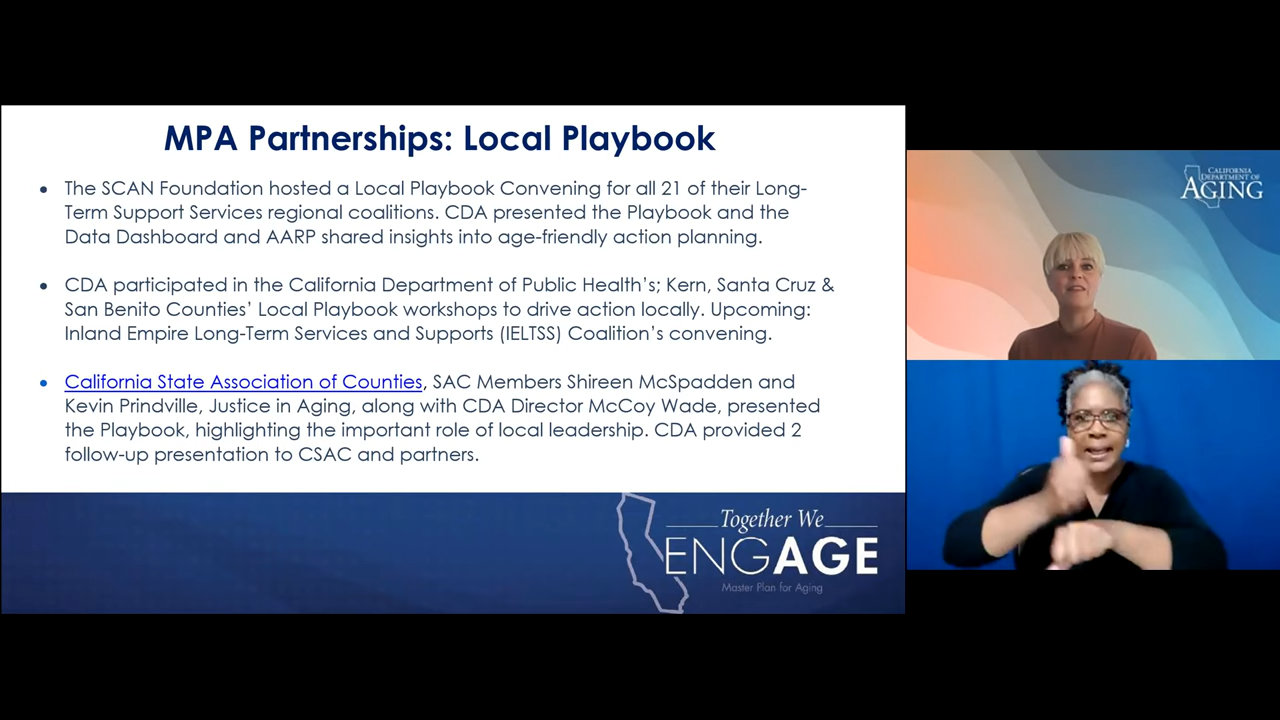 MPA Partnerships: Local Playbook
• The SCAN Foundation hosted a Local Playbook Convening for all 21 of their Long-
Term Support Services regional coalitions. CDA presented the Playbook and the
Data Dashboard and AARP shared insights into age-friendly action planning.
• CDA participated in the California Department of Public Health's; Kern, Santa Cruz &
San Benito Counties' Local Playbook workshops to drive action locally. Upcoming:
Inland Empire Long-Term Services and Supports (IELTSS) Coalition's convening.
• California State Association of Counties, SAC Members Shireen McSpadden and
Kevin Prindville, Justice in Aging, along with CDA Director McCoy Wade, presented
the Playbook, highlighting the important role of local leadership. CDA provided 2
follow-up presentation to CSAC and partners.
Together We
ENGAGE
Master Plan for Aging
CALIFORNIA
DEPARTMENT OF
AGING